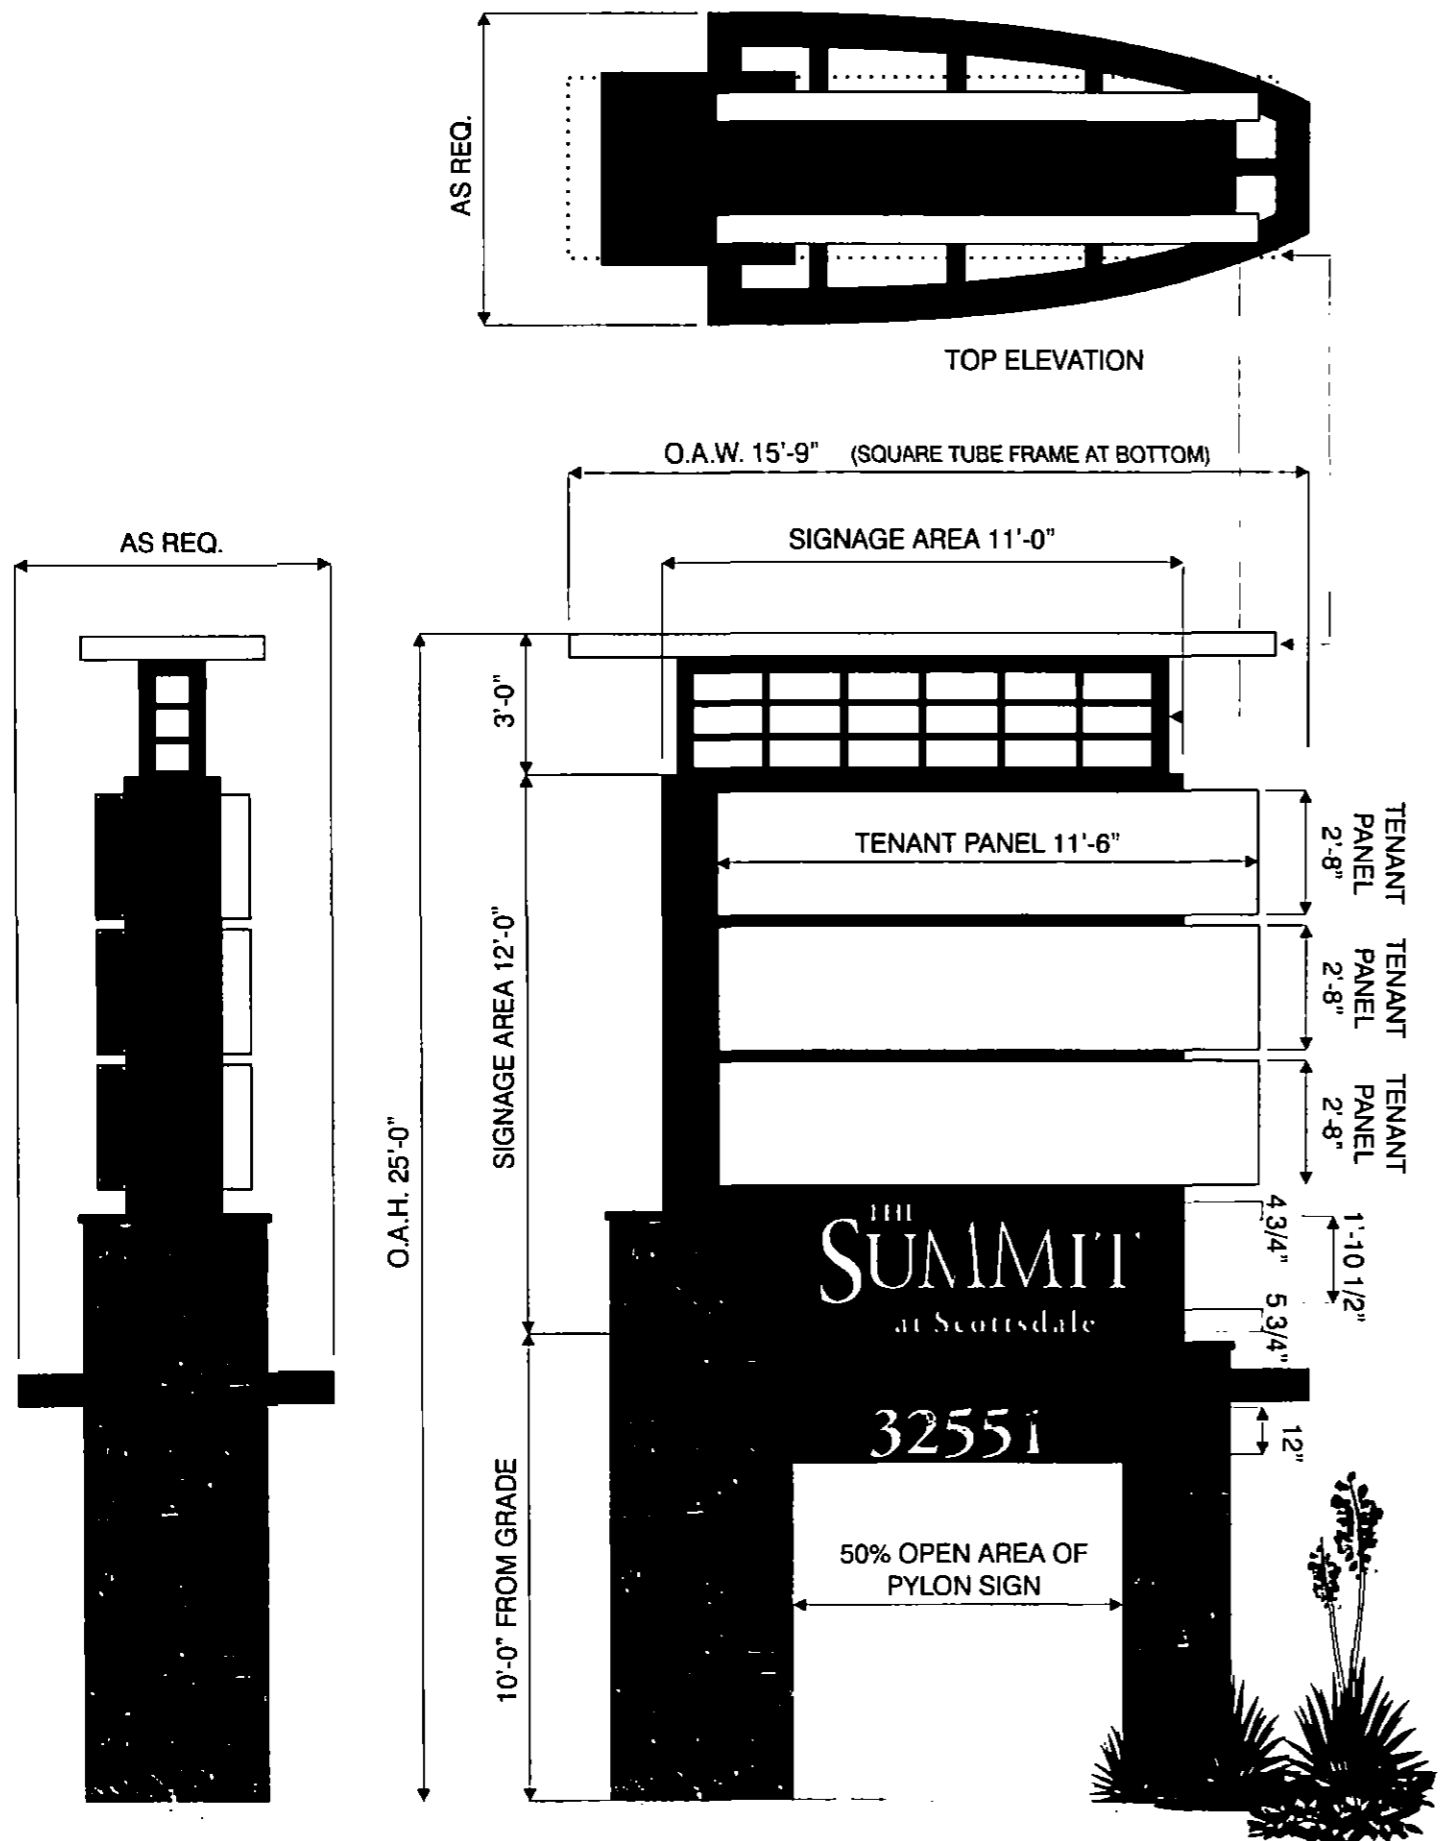 AS REQ.
TOP ELEVATION
O.A.W. 15'-9" (SQUARE TUBE FRAME AT BOTTOM)
AS REQ.
SIGNAGE AREA 11'-0"
3'-0"
TENANT PANEL 11'-6"
TENANT
PANEL
2'-8"
TENANT
PANEL
2'-8"
TENANT
PANEL
2'-8"
SIGNAGE AREA 12'-0"
O.A.H. 25'-0"
THE
SUMMIT
at Scottsdale
4 3/4"
1'-10 1/2"
5 3/4"
32551
12"
10'-0" FROM GRADE
50% OPEN AREA OF
PYLON SIGN